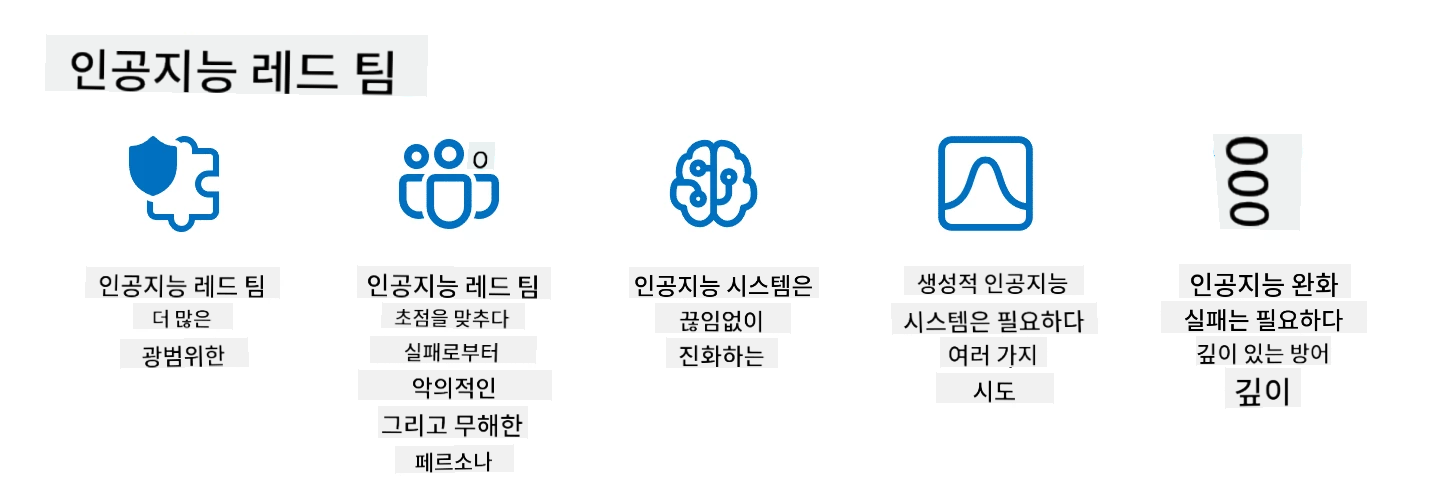 인공지능 레드 팀
o
000
인공지능 레드 팀
더 많은
광범위한
인공지능 레드 팀
초점을 맞추다
실패로부터
악의적인
그리고 무해한
페르소나
인공지능 시스템은
끊임없이
진화하는
생성적 인공지능
시스템은 필요하다
여러 가지
시도
인공지능 완화
실패는 필요하다
깊이 있는 방어
깊이